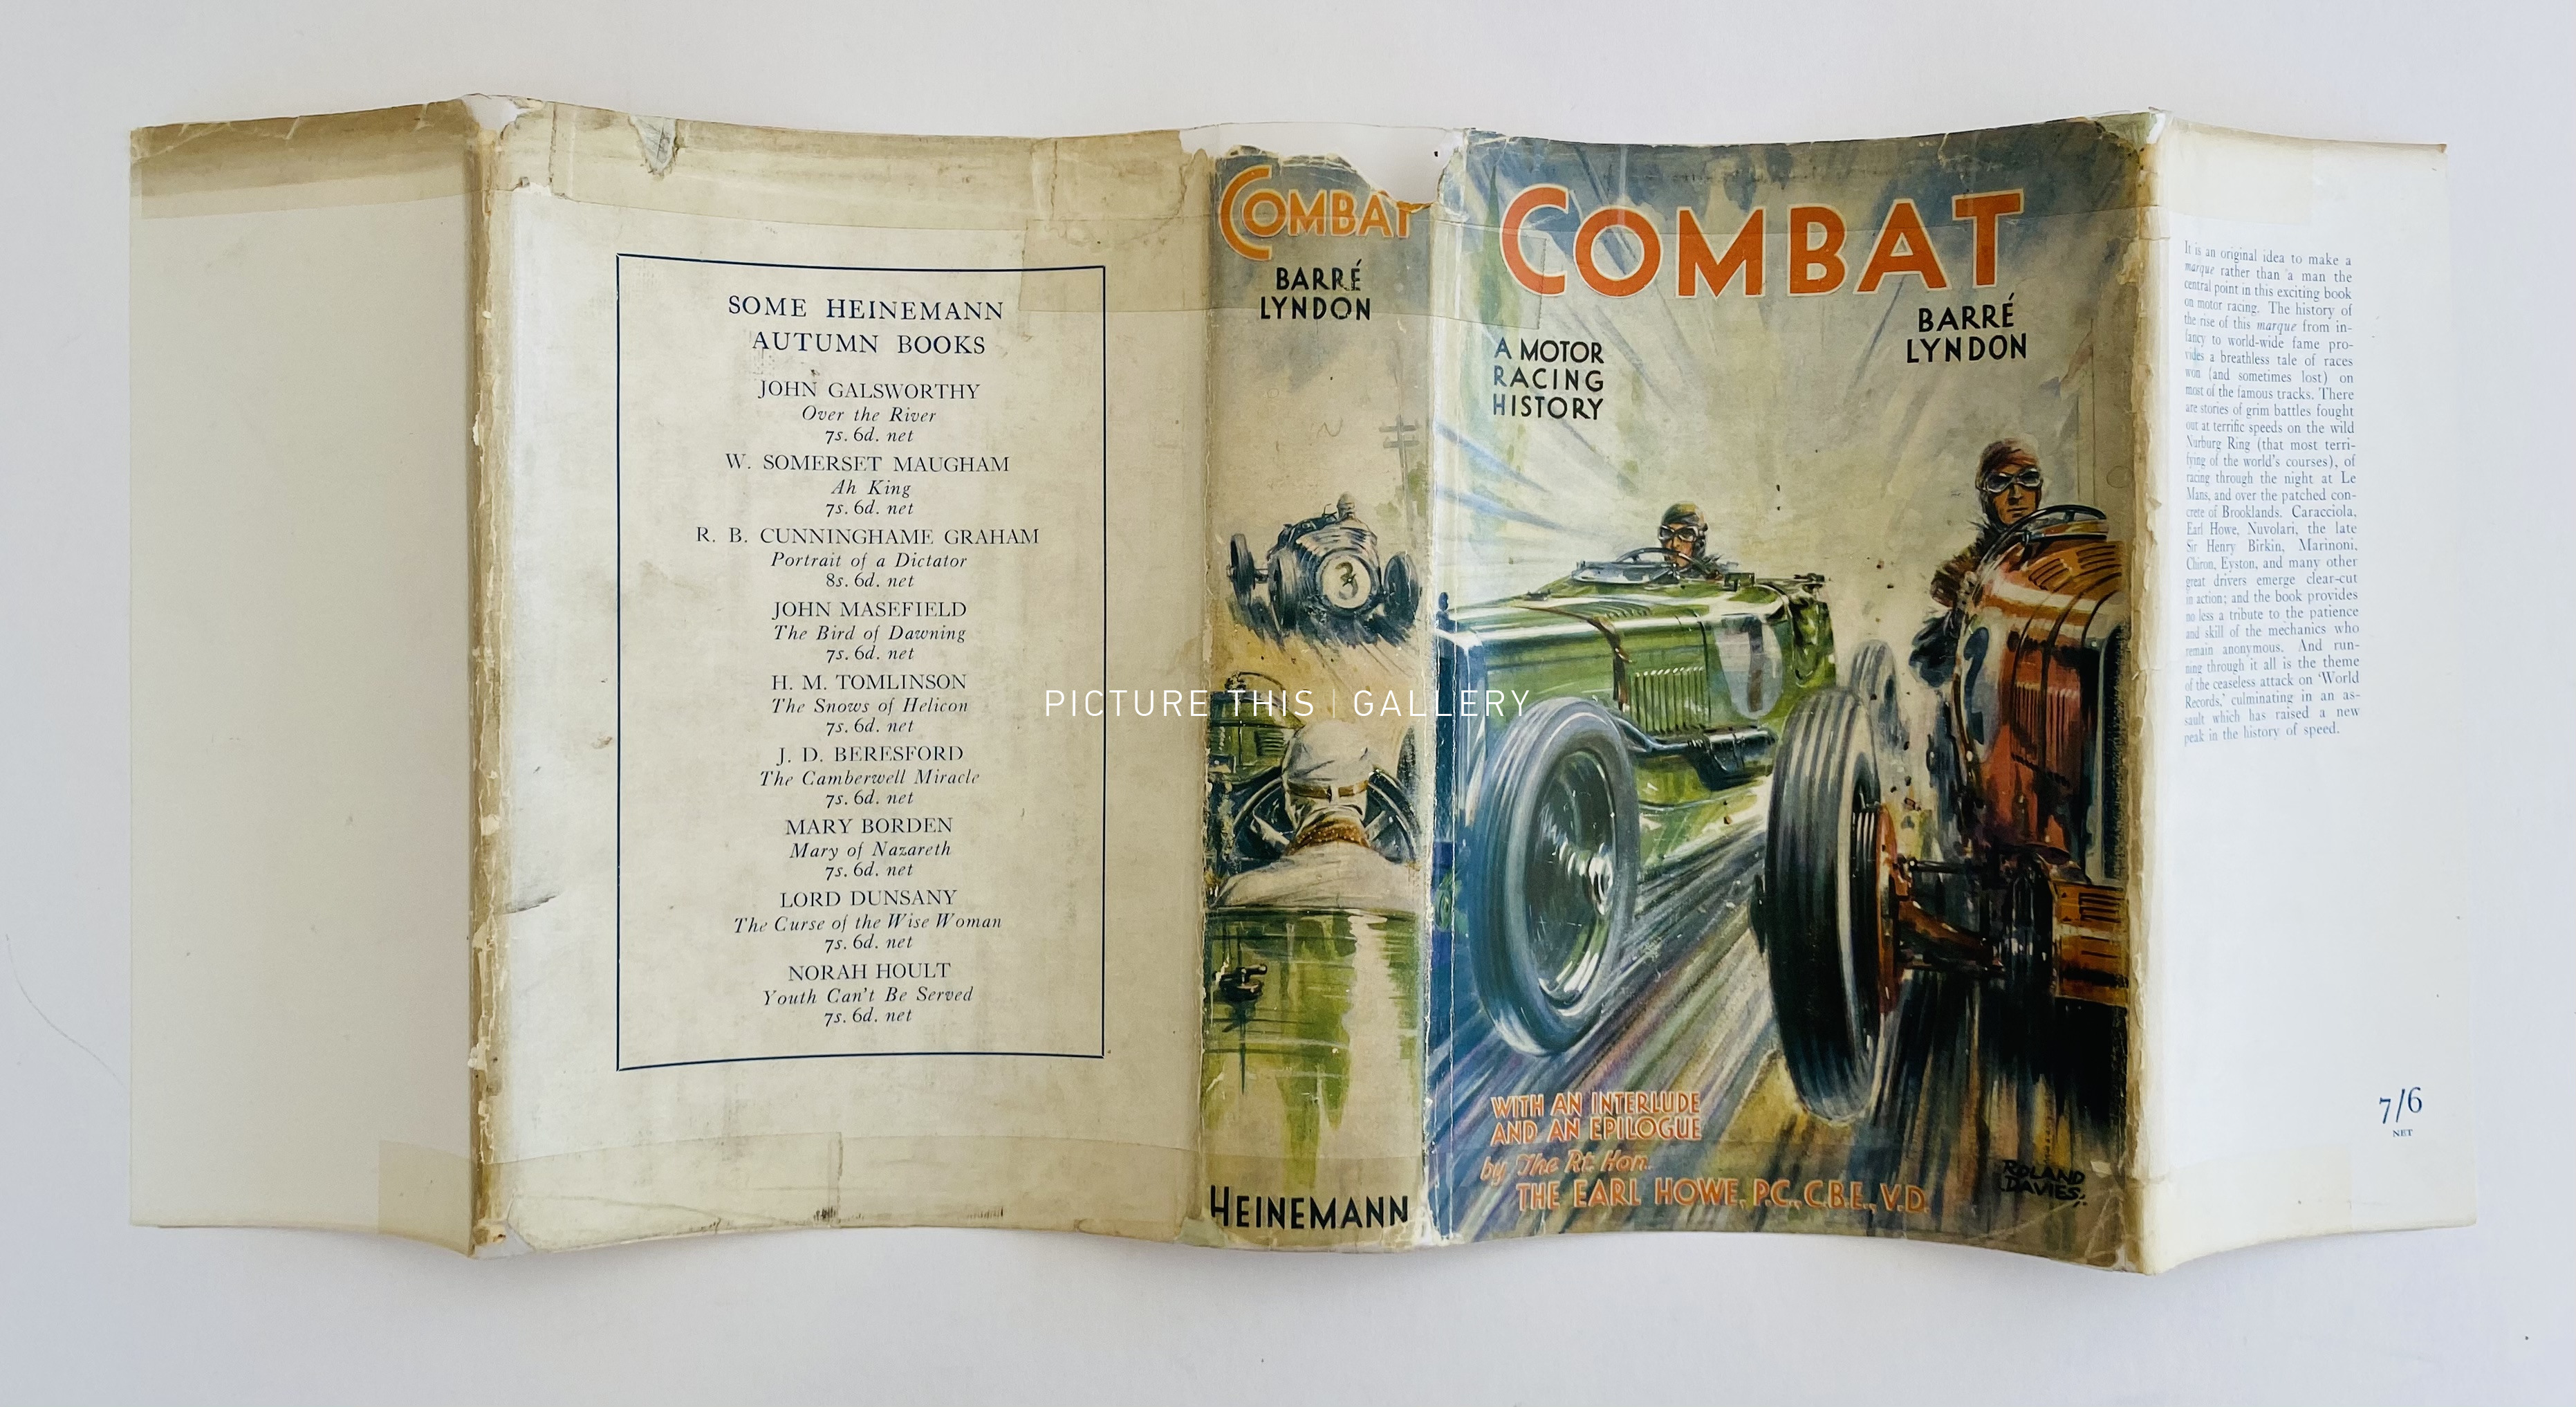 SOME HEINEMANN
AUTUMN BOOKS
JOHN GALSWORTHY
Over the River
7s. 6d. net
W. SOMERSET MAUGHAM
Ah King
7s. 6d. net
R. B. CUNNINGHAME GRAHAM
Portrait of a Dictator
8s. 6d. net
JOHN MASEFIELD
The Bird of Dawning
7s. 6d. net
H. M. TOMLINSON
The Snows of Helicon
7s. 6d. net
J. D. BERESFORD
The Camberwell Miracle
7s. 6d. net
MARY BORDEN
Mary of Nazareth
7s. 6d. net
LORD DUNSANY
The Curse of the Wise Woman
7s. 6d. net
NORAH HOULT
Youth Can't Be Served
7s. 6d. net
COMBAT
BARRÉ
LYNDON
3
HEINEMANN
COMBAT
BARRÉ
LYNDON
A MOTOR
RACING
HISTORY
2
WITH AN INTERLUDE
AND AN EPILOGUE
by The Rt. Hon.
THE EARL HOWE, P.C., C.B.E., V.D.
ROLAND
DAVIES
It is an original idea to make a
marque rather than a man the
central point in this exciting book
on motor racing. The history of
the rise of this marque from in-
fancy to world-wide fame pro-
vides a breathless tale of races
won (and sometimes lost) on
most of the famous tracks. There
are stories of grim battles fought
out at terrific speeds on the wild
Nurburg Ring (that most terri-
fying of the world's courses), of
racing through the night at Le
Mans, and over the patched con-
crete of Brooklands. Caracciola,
Earl Howe, Nuvolari, the late
Sir Henry Birkin, Marinoni,
Chiron, Eyston, and many other
great drivers emerge clear-cut
in action; and the book provides
no less a tribute to the patience
and skill of the mechanics who
remain anonymous. And run-
ning through it all is the theme
of the ceaseless attack on 'World
Records,' culminating in an as-
sault which has raised a new
peak in the history of speed.
7/6
NET
PICTURE THIS | GALLERY